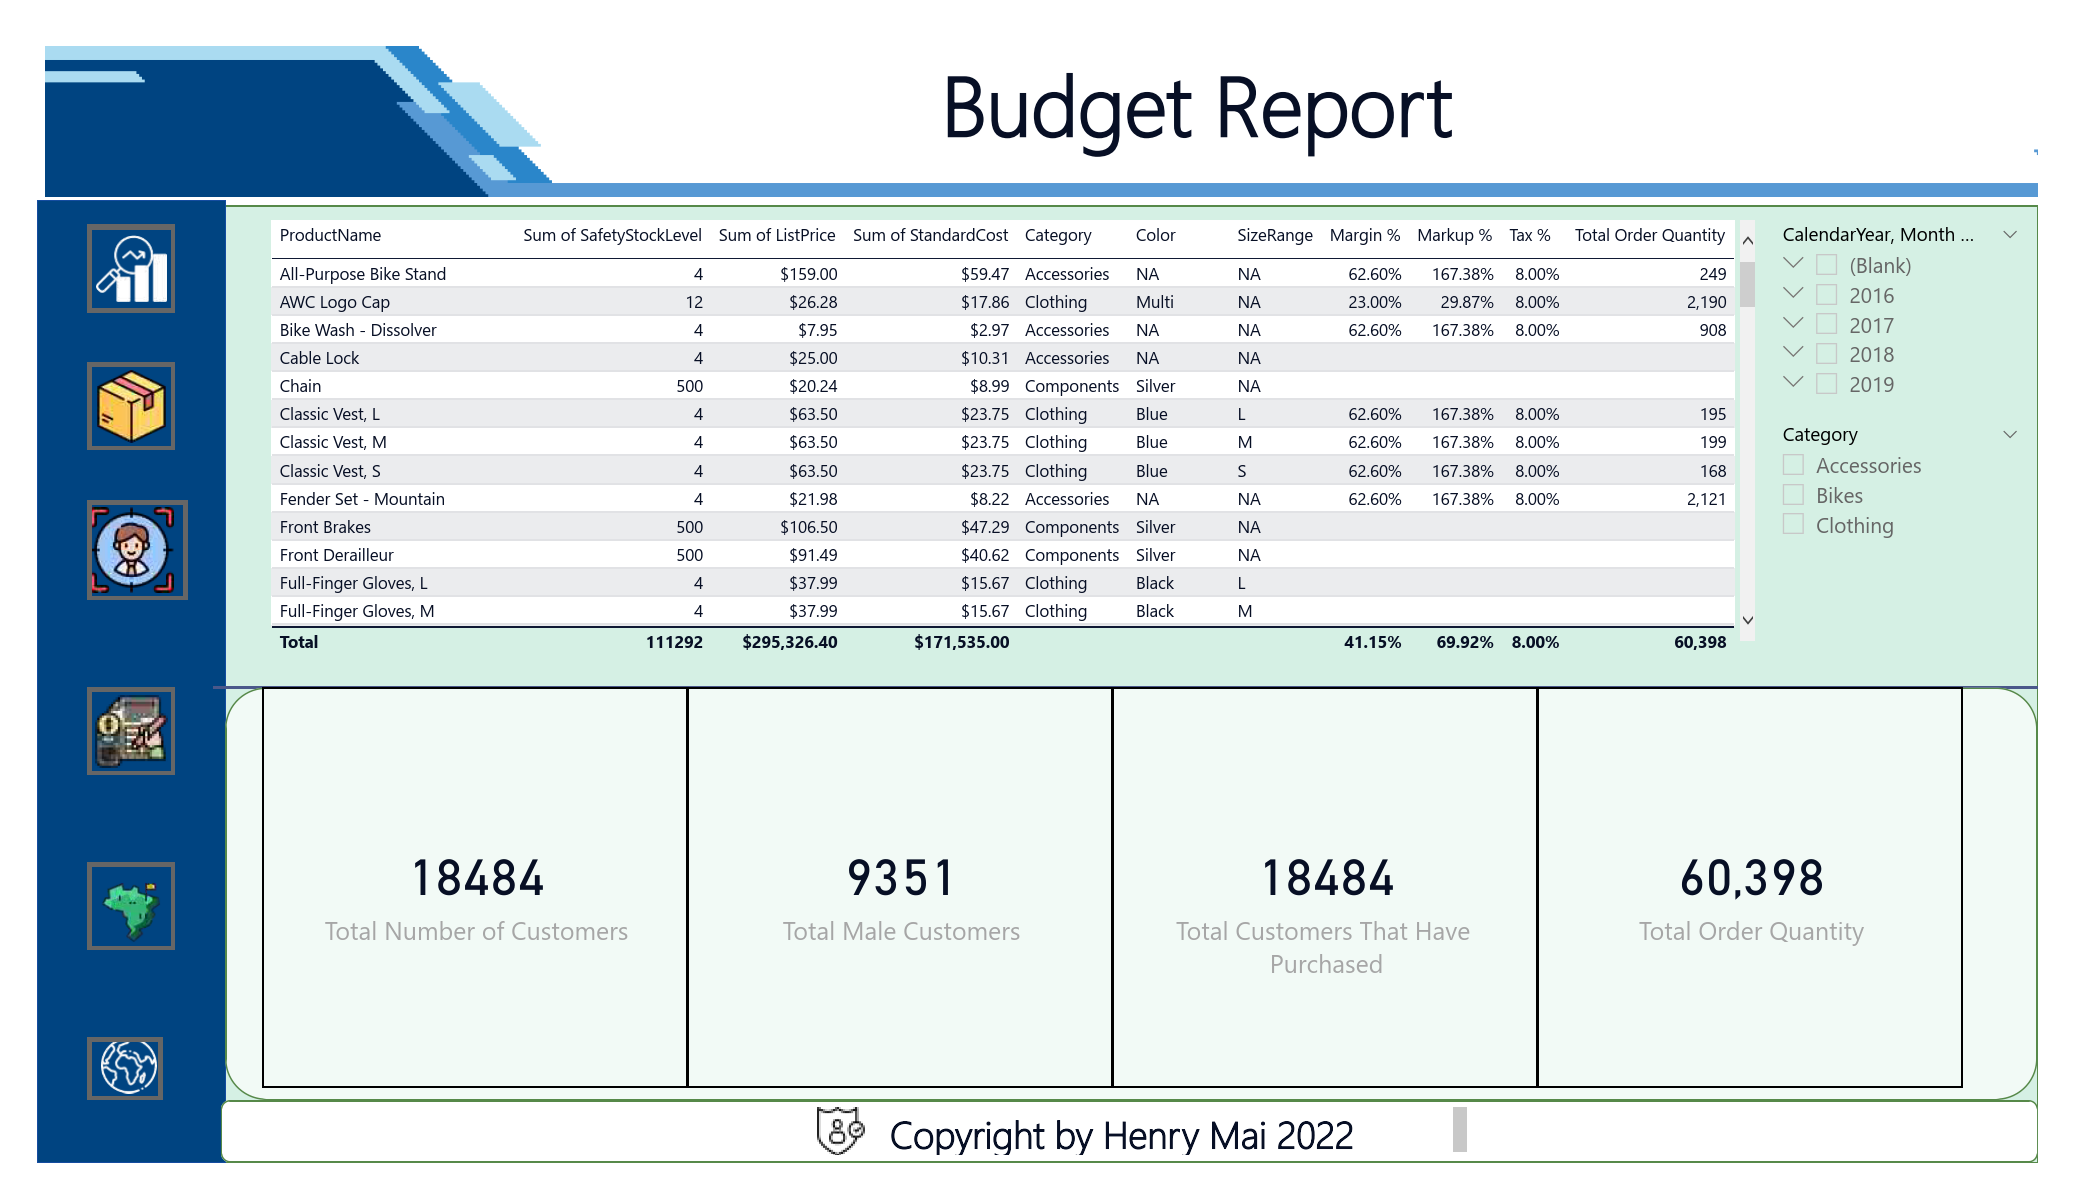 Budget Report
ProductName Sum of SafetyStockLevel Sum of ListPrice Sum of StandardCost Category Color SizeRange Margin % Markup % Tax % Total Order Quantity
All-Purpose Bike Stand 4 $159.00 $59.47 Accessories NA NA 62.60% 167.38% 8.00% 249
AWC Logo Cap 12 $26.28 $17.86 Clothing Multi NA 23.00% 29.87% 8.00% 2,190
Bike Wash - Dissolver 4 $7.95 $2.97 Accessories NA NA 62.60% 167.38% 8.00% 908
Cable Lock 4 $25.00 $10.31 Accessories NA NA
Chain 500 $20.24 $8.99 Components Silver NA
Classic Vest, L 4 $63.50 $23.75 Clothing Blue L 62.60% 167.38% 8.00% 195
Classic Vest, M 4 $63.50 $23.75 Clothing Blue M 62.60% 167.38% 8.00% 199
Classic Vest, S 4 $63.50 $23.75 Clothing Blue S 62.60% 167.38% 8.00% 168
Fender Set - Mountain 4 $21.98 $8.22 Accessories NA NA 62.60% 167.38% 8.00% 2,121
Front Brakes 500 $106.50 $47.29 Components Silver NA
Front Derailleur 500 $91.49 $40.62 Components Silver NA
Full-Finger Gloves, L 4 $37.99 $15.67 Clothing Black L
Full-Finger Gloves, M 4 $37.99 $15.67 Clothing Black M
Total 111292 $295,326.40 $171,535.00 41.15% 69.92% 8.00% 60,398
CalendarYear, Month ...
(Blank)
2016
2017
2018
2019
Category
Accessories
Bikes
Clothing
18484
Total Number of Customers
9351
Total Male Customers
18484
Total Customers That Have
Purchased
60,398
Total Order Quantity
Copyright by Henry Mai 2022